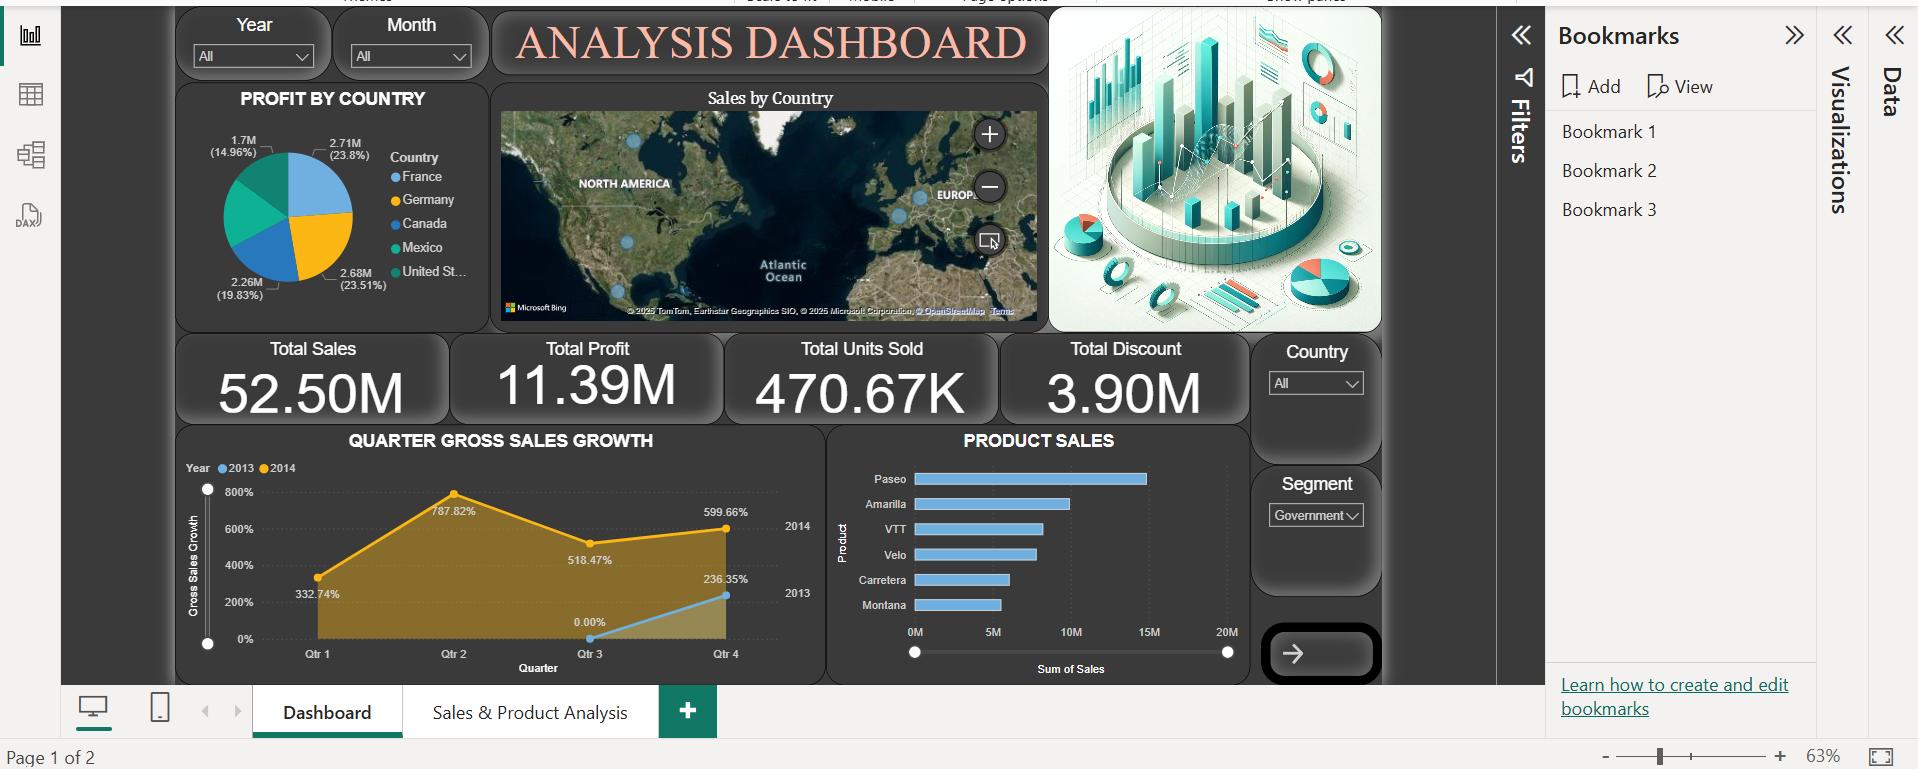 Year
All
Month
All
ANALYSIS DASHBOARD
PROFIT BY COUNTRY
1.7M
(14.96%)
2.71M
(23.8%)
2.26M
(19.83%)
2.68M
(23.51%)
Country
France
Germany
Canada
Mexico
United St...
Sales by Country
NORTH AMERICA
EUROP
Atlantic
Ocean
Microsoft Bing
© 2025 TomTom, Earthstar Geographics SIO, © 2025 Microsoft Corporation, © OpenStreetMap Terms
Total Sales
52.50M
Total Profit
11.39M
Total Units Sold
470.67K
Total Discount
3.90M
Country
All
QUARTER GROSS SALES GROWTH
Year 2013 2014
Gross Sales Growth
800%
600%
400%
200%
0%
332.74%
787.82%
518.47%
599.66%
0.00%
236.35%
2014
2013
Qtr 1 Qtr 2 Qtr 3 Qtr 4
Quarter
PRODUCT SALES
Product
Paseo
Amarilla
VTT
Velo
Carretera
Montana
0M 5M 10M 15M 20M
Sum of Sales
Segment
Government
Filters
Bookmarks
Add View
Bookmark 1
Bookmark 2
Bookmark 3
Learn how to create and edit
bookmarks
Visualizations
Data
DAX
Dashboard
Sales & Product Analysis
+
Page 1 of 2
- + 63%